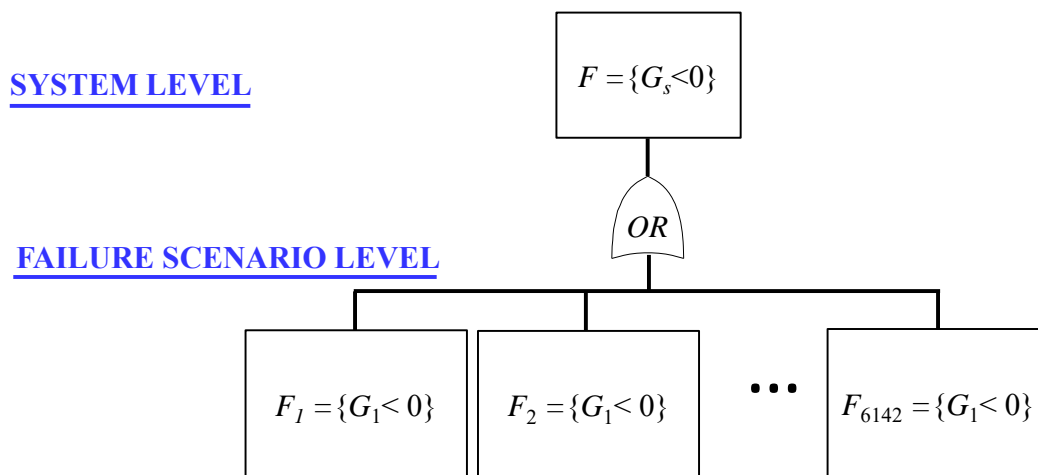 F = {G_s<0}
SYSTEM LEVEL
OR
FAILURE SCENARIO LEVEL
F_1 = {G_1< 0}
F_2 = {G_1< 0}
...
F_6142 = {G_1< 0}